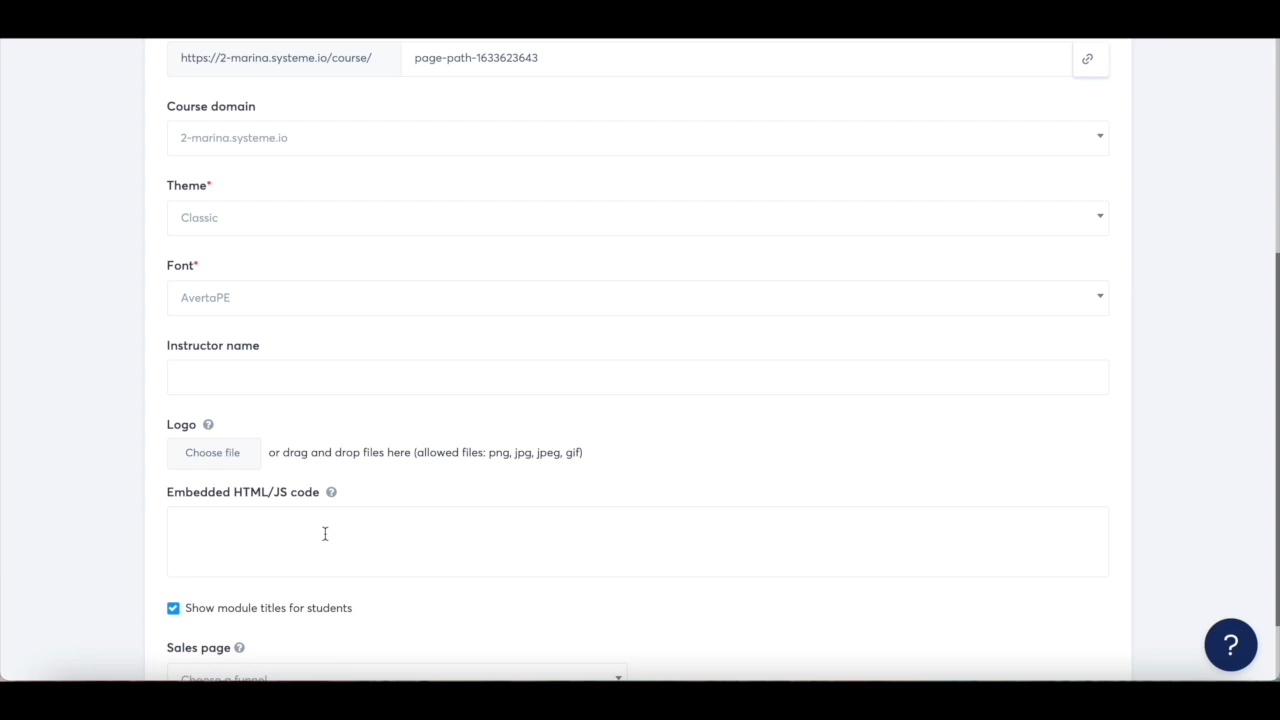 https://2-marina.systeme.io/course/ page-path-1633623643
Course domain
2-marina.systeme.io
Theme*
Classic
Font*
AvertaPE
Instructor name
Logo ?
Choose file or drag and drop files here (allowed files: png, jpg, jpeg, gif)
Embedded HTML/JS code ?
Show module titles for students
Sales page ?
Choose a funnel
?